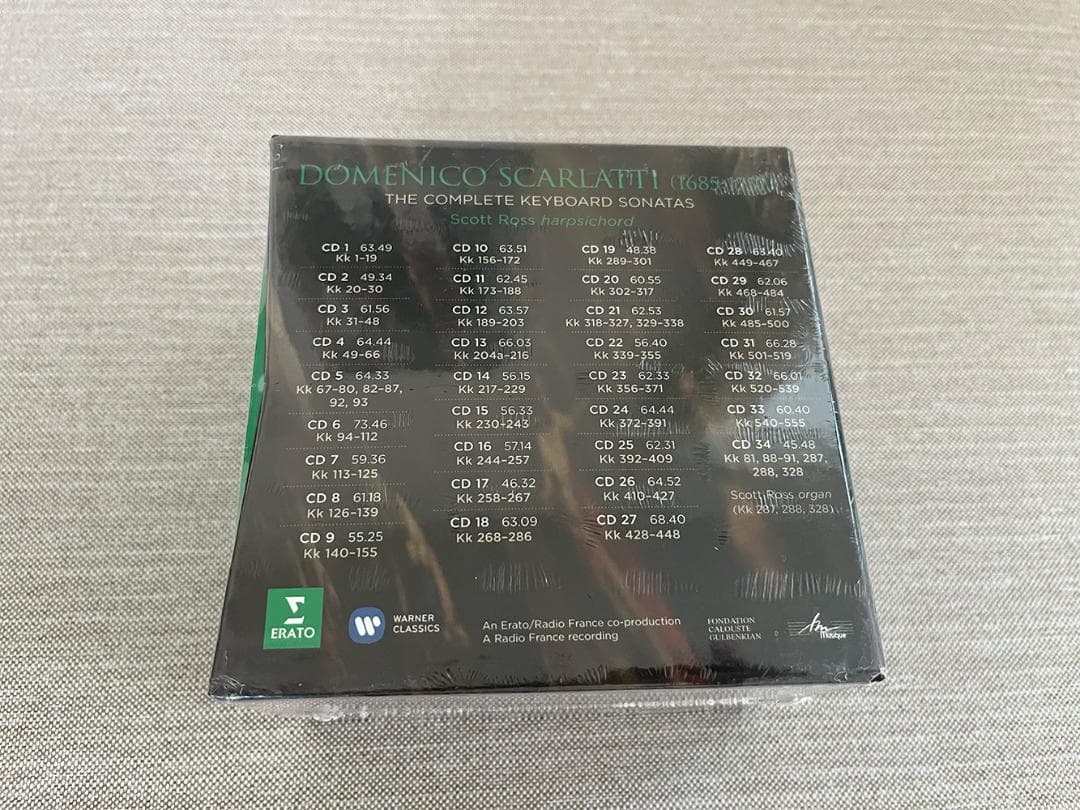 DOMENICO SCARLATTI (1685-
THE COMPLETE KEYBOARD SONATAS
Scott Ross harpsichord
CD 1 63.49
Kk 1-19
CD 2 49.34
Kk 20-30
CD 3 61.56
Kk 31-48
CD 4 64.44
Kk 49-66
CD 5 64.33
Kk 67-80, 82-87,
92, 93
CD 6 73.46
Kk 94-112
CD 7 59.36
Kk 113-125
CD 8 61.18
Kk 126-139
CD 9 55.25
Kk 140-155
CD 10 63.51
Kk 156-172
CD 11 62.45
Kk 173-188
CD 12 63.57
Kk 189-203
CD 13 66.03
Kk 204a-216
CD 14 56.15
Kk 217-229
CD 15 56.33
Kk 230-243
CD 16 57.14
Kk 244-257
CD 17 46.32
Kk 258-267
CD 18 63.09
Kk 268-286
CD 19 48.38
Kk 289-301
CD 20 60.55
Kk 302-317
CD 21 62.53
Kk 318-327, 329-338
CD 22 56.40
Kk 339-355
CD 23 62.33
Kk 356-371
CD 24 64.44
Kk 372-391
CD 25 62.31
Kk 392-409
CD 26 64.52
Kk 410-427
CD 27 68.40
Kk 428-448
CD 28 63.40
Kk 449-467
CD 29 62.06
Kk 468-484
CD 30 61.57
Kk 485-500
CD 31 66.28
Kk 501-519
CD 32 66.01
Kk 520-539
CD 33 60.40
Kk 540-555
CD 34 45.48
Kk 81, 88-91, 287,
288, 328
Scott Ross organ
(Kk 287, 288, 328)
ERATO
WARNER
CLASSICS
An Erato/Radio France co-production
A Radio France recording
FONDATION
CALOUSTE
GULBENKIAN
Musique